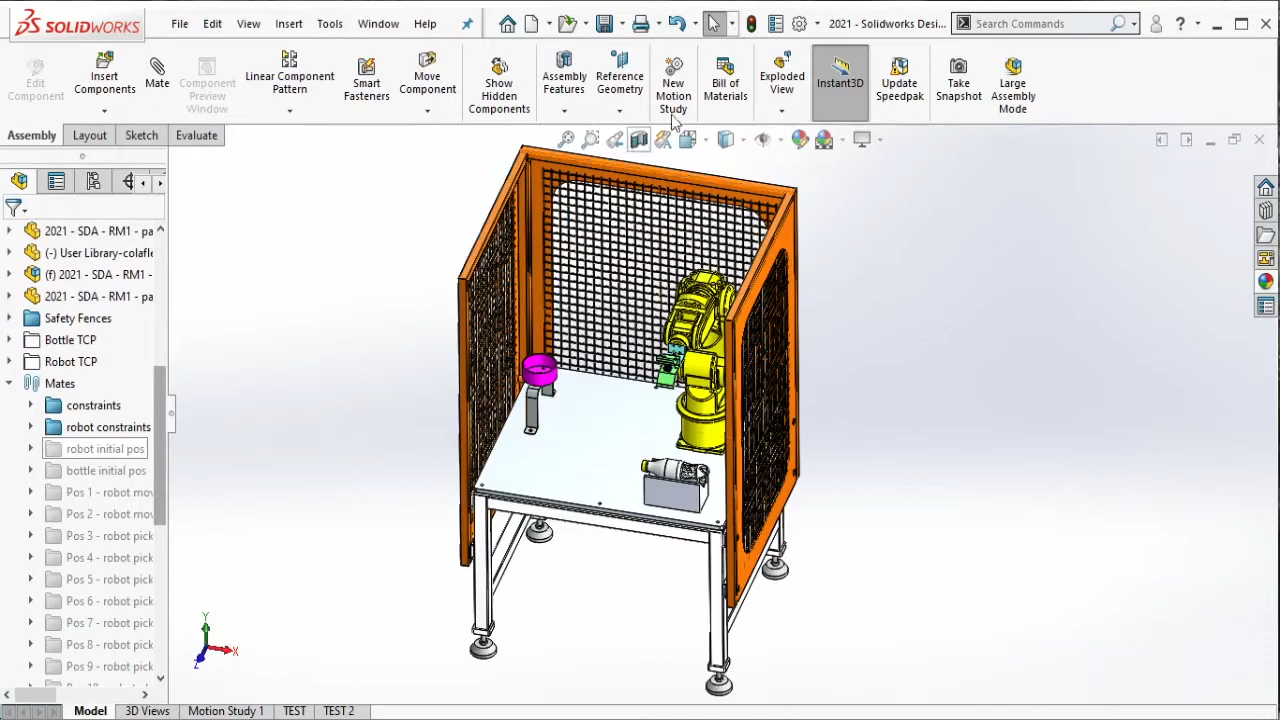 SOLIDWORKS File Edit View Insert Tools Window Help 2021 - Solidworks Desi... Search Commands ?
Edit Component
Insert Components
Mate
Component Preview Window
Linear Component Pattern
Smart Fasteners
Move Component
Show Hidden Components
Assembly Features
Reference Geometry
New Motion Study
Bill of Materials
Exploded View
Instant3D
Update Speedpak
Take Snapshot
Large Assembly Mode
Assembly Layout Sketch Evaluate
2021 - SDA - RM1 - pa
(-) User Library-colafle
(f) 2021 - SDA - RM1 -
2021 - SDA - RM1 - pa
Safety Fences
Bottle TCP
Robot TCP
Mates
constraints
robot constraints
robot initial pos
bottle initial pos
Pos 1 - robot mov
Pos 2 - robot mov
Pos 3 - robot pick
Pos 4 - robot pick
Pos 5 - robot pick
Pos 6 - robot pick
Pos 7 - robot pick
Pos 8 - robot pick
Pos 9 - robot pick
Y
X
Z
Model 3D Views Motion Study 1 TEST TEST 2